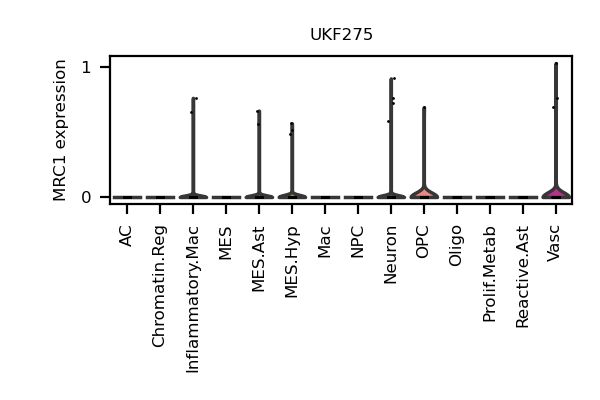 UKF275
MRC1 expression
1
0
AC
Chromatin.Reg
Inflammatory.Mac
MES
MES.Ast
MES.Hyp
Mac
NPC
Neuron
OPC
Oligo
Prolif.Metab
Reactive.Ast
Vasc